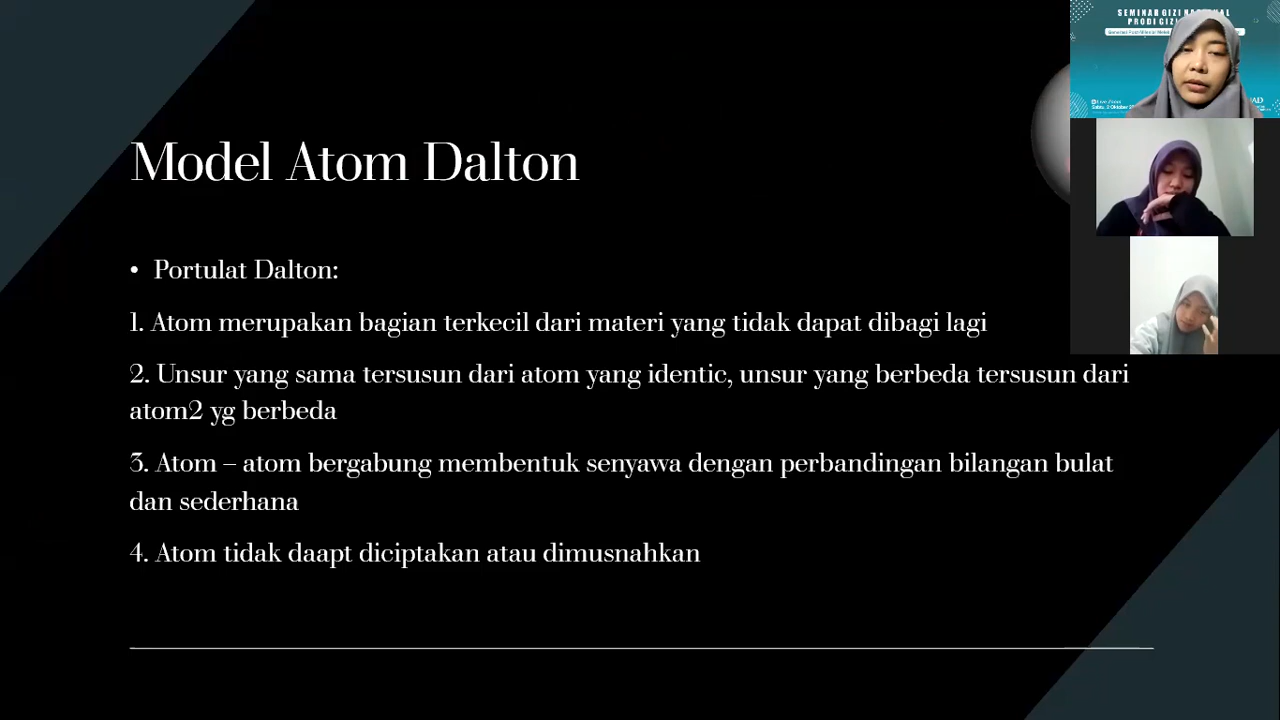 SEMINAR GIZI NASIONAL
PRODI GIZI
Sabtu, 3 Oktober
Model Atom Dalton
• Portulat Dalton:
1. Atom merupakan bagian terkecil dari materi yang tidak dapat dibagi lagi
2. Unsur yang sama tersusun dari atom yang identic, unsur yang berbeda tersusun dari
atom2 yg berbeda
3. Atom – atom bergabung membentuk senyawa dengan perbandingan bilangan bulat
dan sederhana
4. Atom tidak daapt diciptakan atau dimusnahkan